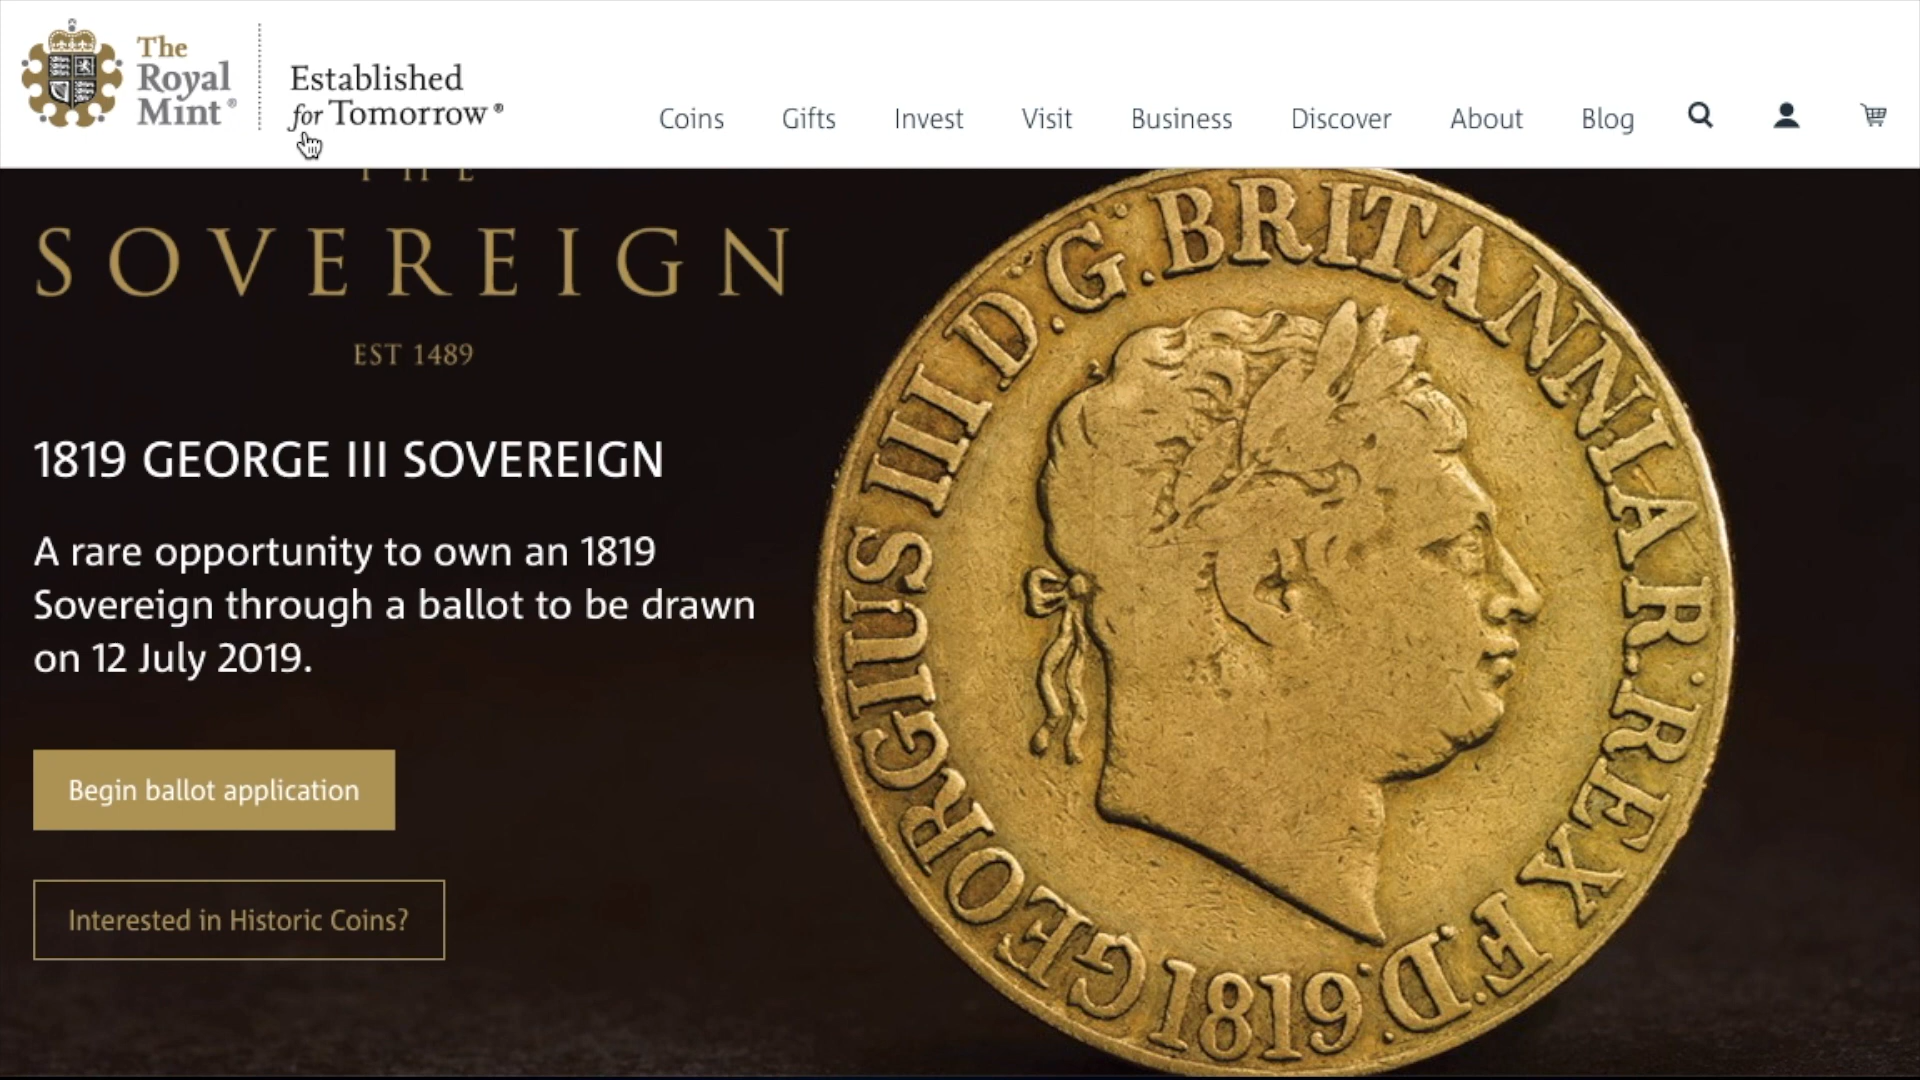 The
Royal
Mint®
Established
for Tomorrow®
Coins
Gifts
Invest
Visit
Business
Discover
About
Blog
THE
SOVEREIGN
EST 1489
1819 GEORGE III SOVEREIGN
A rare opportunity to own an 1819
Sovereign through a ballot to be drawn
on 12 July 2019.
Begin ballot application
Interested in Historic Coins?
GEORGIUS III D.G.BRITANNIAR.REX F.D.
1819